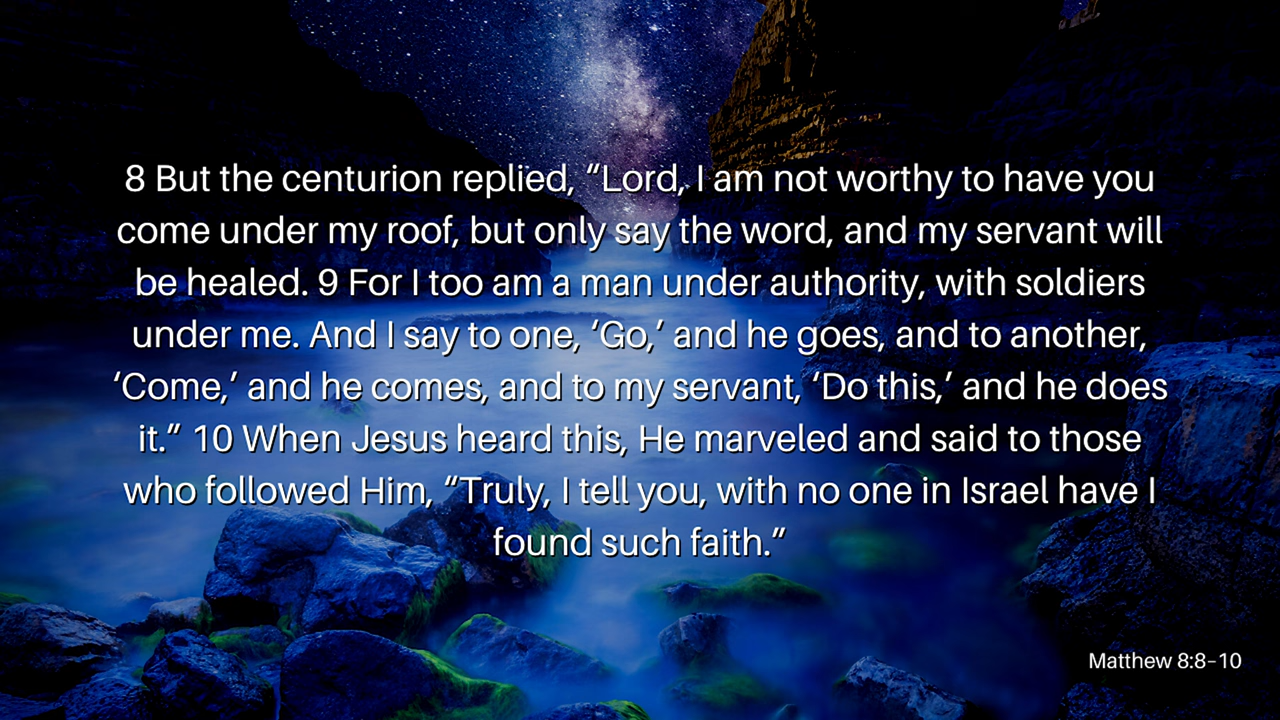 8 But the centurion replied, “Lord, I am not worthy to have you
come under my roof, but only say the word, and my servant will
be healed. 9 For I too am a man under authority, with soldiers
under me. And I say to one, ‘Go,’ and he goes, and to another,
‘Come,’ and he comes, and to my servant, ‘Do this,’ and he does
it.” 10 When Jesus heard this, He marveled and said to those
who followed Him, “Truly, I tell you, with no one in Israel have I
found such faith.”
Matthew 8:8–10